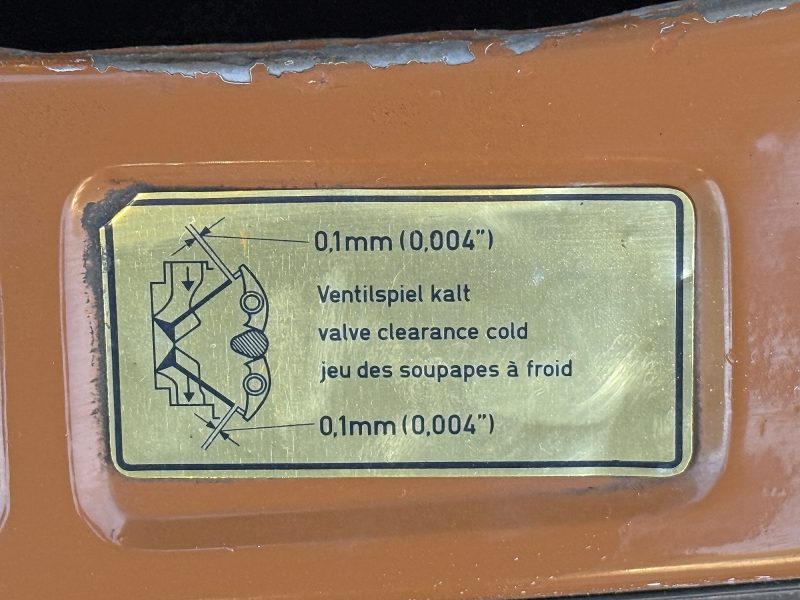 0,1mm (0,004”)
Ventilspiel kalt
valve clearance cold
jeu des soupapes à froid
0,1mm (0,004”)